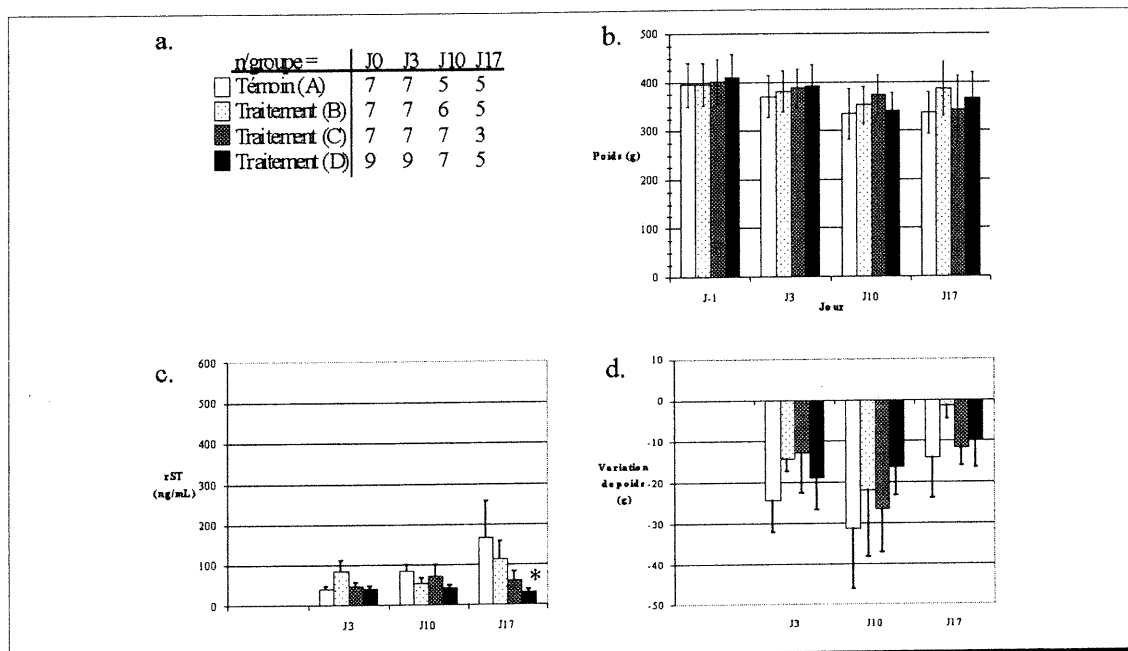 a.
n/groupe = J0 J3 J10 J17
Témoin (A) 7 7 5 5
Traitement (B) 7 7 6 5
Traitement (C) 7 7 7 3
Traitement (D) 9 9 7 5
b.
500
400
300
200
100
0
Poids (g)
J-1 J3 J10 J17
Jour
c.
600
500
400
300
200
100
0
rST
(ng/mL)
*
J3 J10 J17
d.
10
0
-10
-20
-30
-40
-50
Variation
de poids
(g)
J3 J10 J17